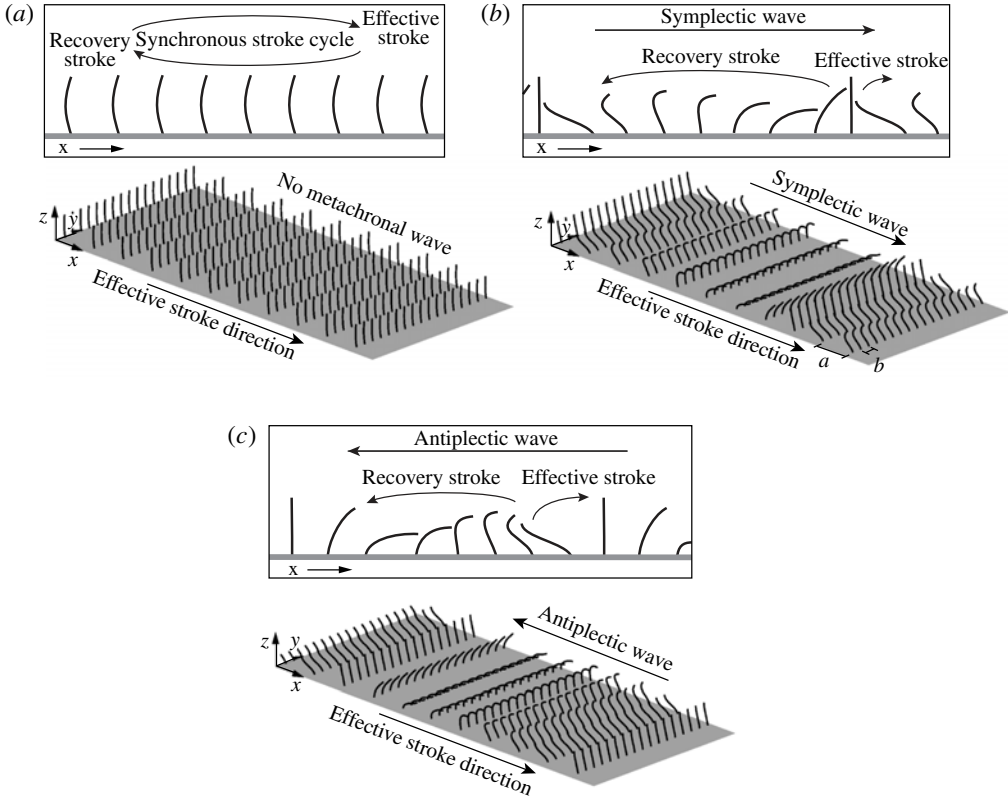 (a)
Recovery
stroke
Synchronous stroke cycle
Effective
stroke
x
No metachronal wave
z
y
x
Effective stroke direction
(b)
Symplectic wave
Recovery stroke
Effective stroke
x
Symplectic wave
z
y
x
Effective stroke direction
a
b
(c)
Antiplectic wave
Recovery stroke
Effective stroke
x
Antiplectic wave
z
y
x
Effective stroke direction